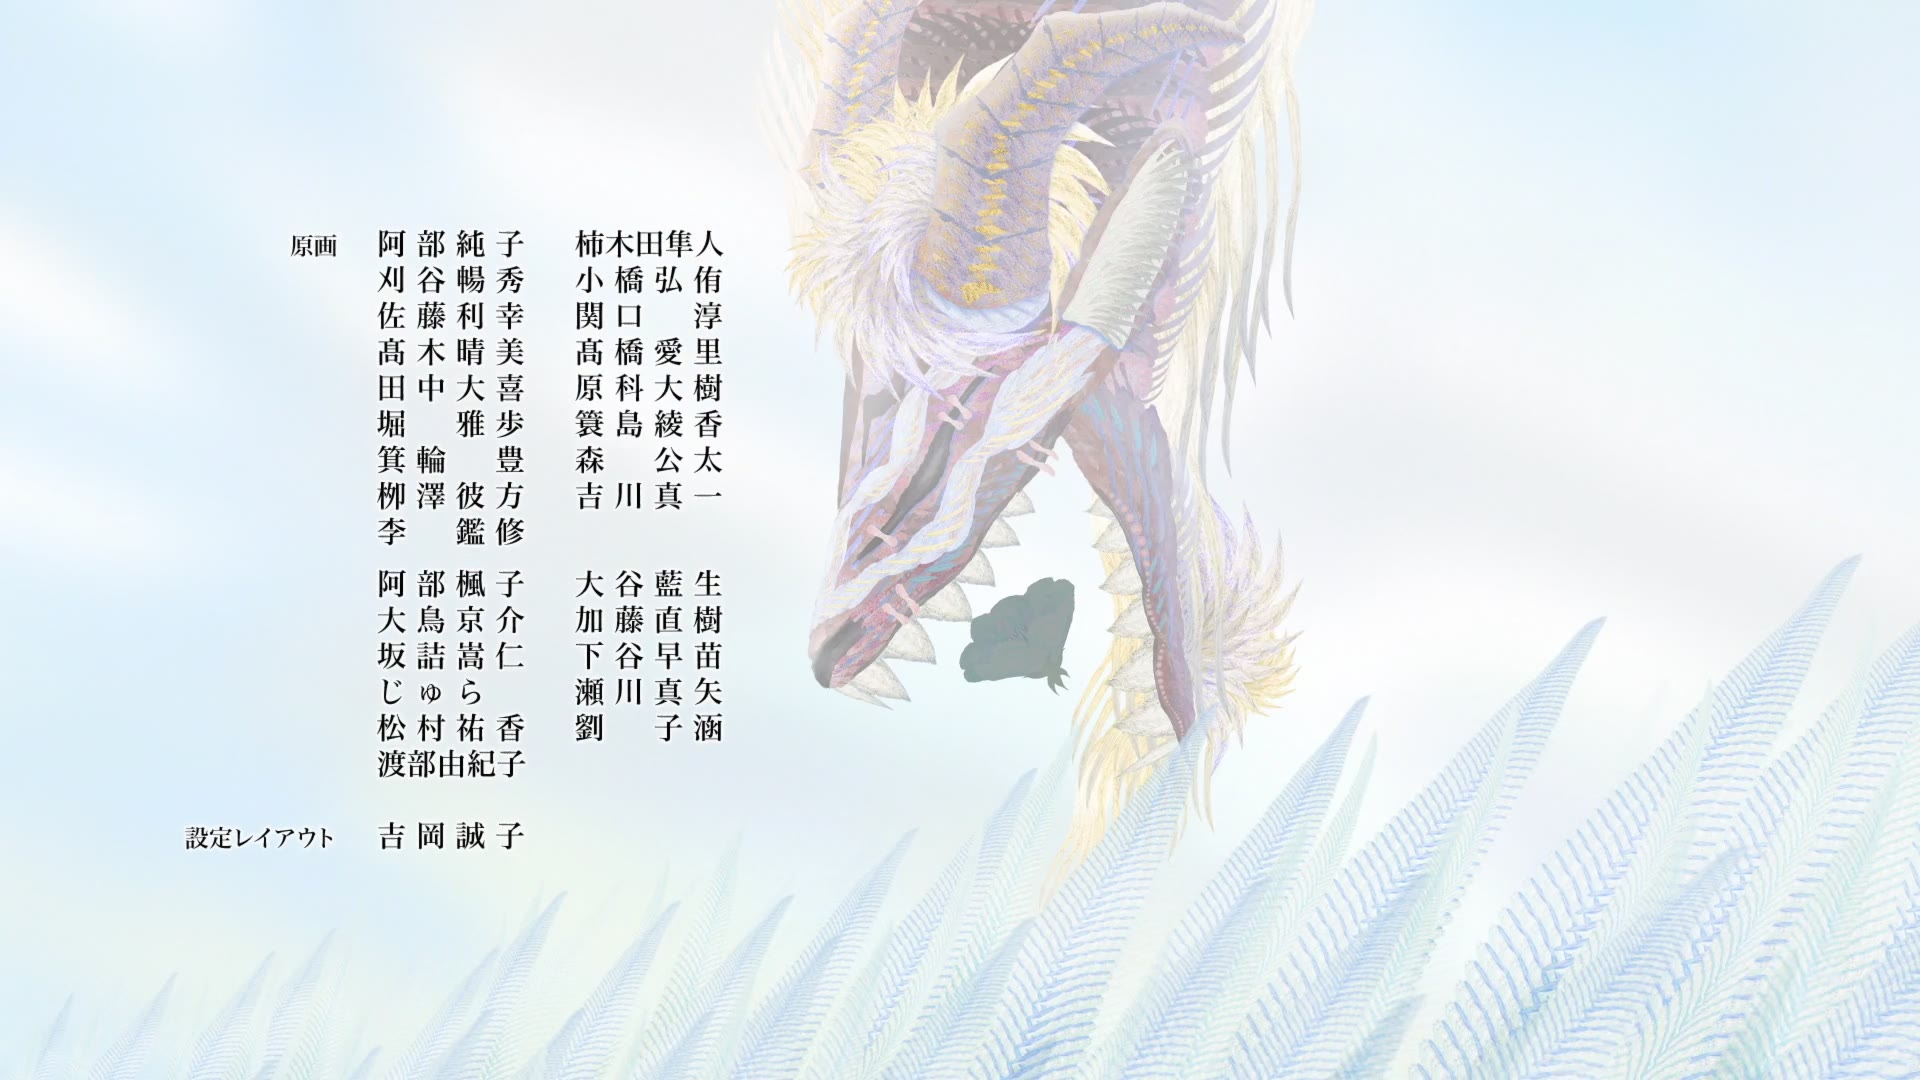 原画 阿部純子 柿木田隼人
刈谷暢秀 小橋弘侑
佐藤利幸 関口淳
髙木晴美 髙橋愛里
田中大喜 原科大樹
堀雅歩 簑島綾香
箕輪豊 森公太
栁澤彼方 吉川真一
李鑑修
阿部楓子 大谷藍生
大鳥京介 加藤直樹
坂詰嵩仁 下谷早苗
じゅら 瀬川真矢
松村祐香 劉子涵
渡部由紀子
設定レイアウト 吉岡誠子